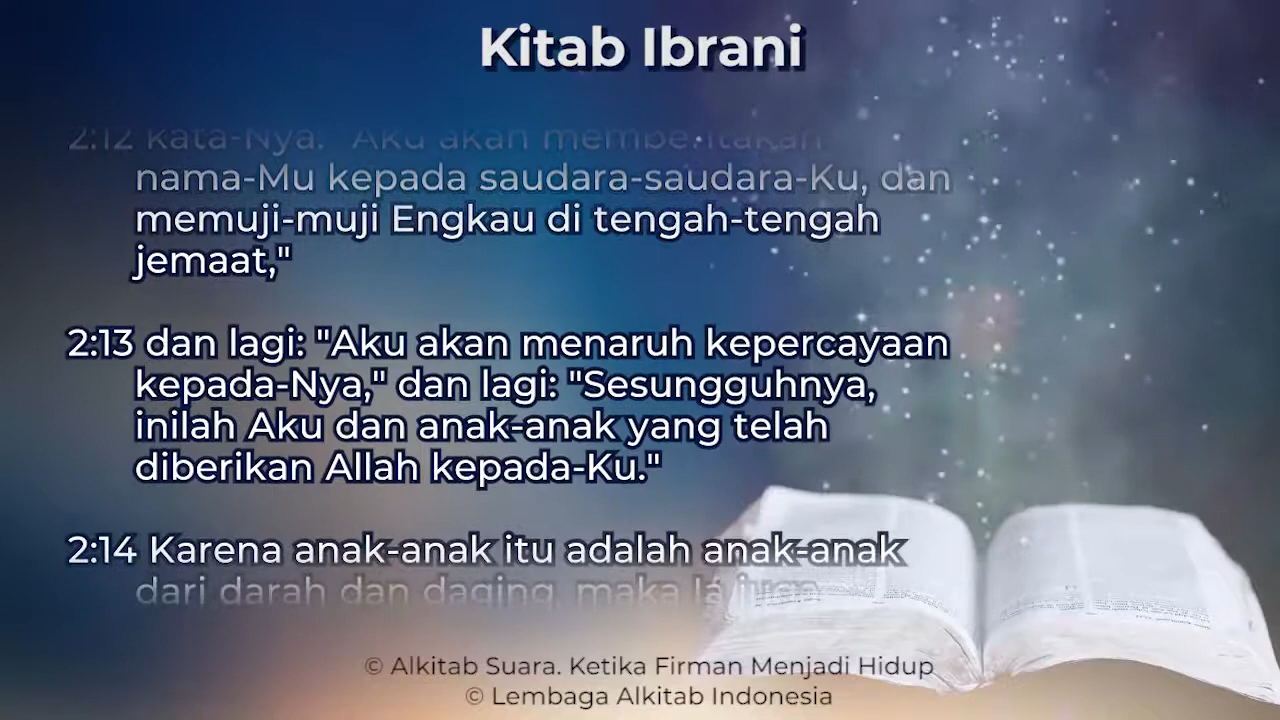 Kitab Ibrani
2:12 kata-Nya: "Aku akan memberitakan
nama-Mu kepada saudara-saudara-Ku, dan
memuji-muji Engkau di tengah-tengah
jemaat,"
2:13 dan lagi: "Aku akan menaruh kepercayaan
kepada-Nya," dan lagi: "Sesungguhnya,
inilah Aku dan anak-anak yang telah
diberikan Allah kepada-Ku."
2:14 Karena anak-anak itu adalah anak-anak
dari darah dan daging, maka Ia juga
© Alkitab Suara. Ketika Firman Menjadi Hidup
© Lembaga Alkitab Indonesia